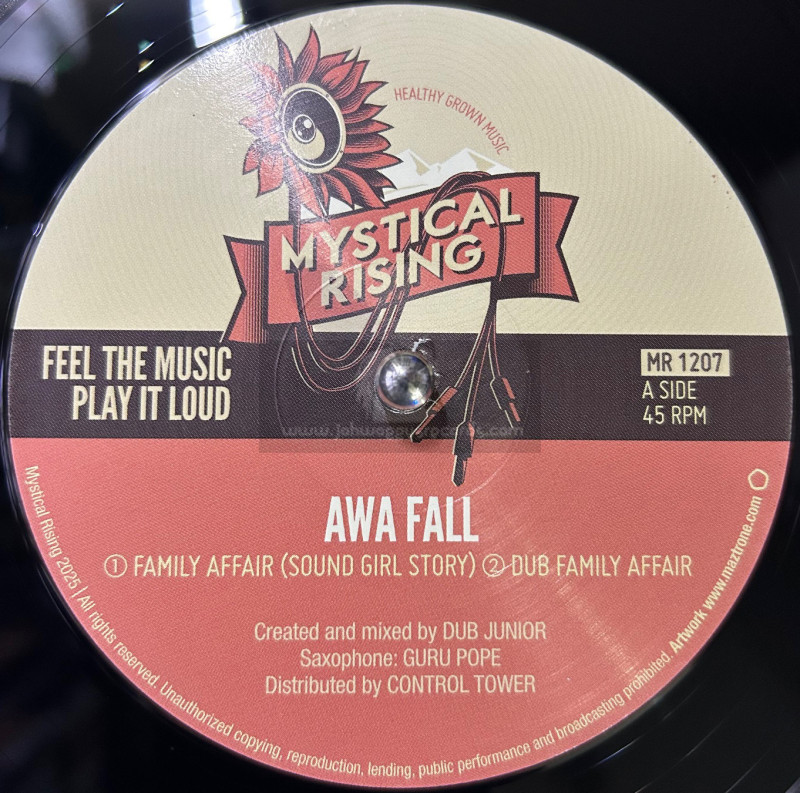 HEALTHY GROWN MUSIC
MYSTICAL
RISING
FEEL THE MUSIC
PLAY IT LOUD
MR 1207
A SIDE
45 RPM
www.jahwaggysrecords.com
AWA FALL
① FAMILY AFFAIR (SOUND GIRL STORY) ② DUB FAMILY AFFAIR
Created and mixed by DUB JUNIOR
Saxophone: GURU POPE
Distributed by CONTROL TOWER
Mystical Rising 2025 | All rights reserved. Unauthorized copying, reproduction, lending, public performance and broadcasting prohibited. Artwork www.maztrone.com